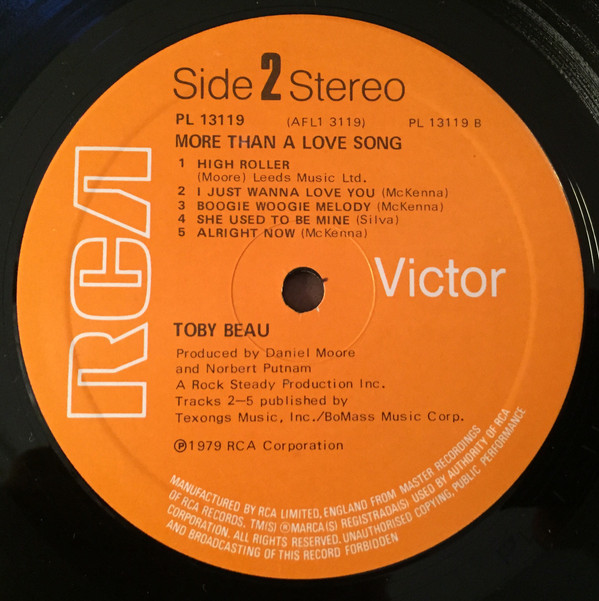 Side 2 Stereo
PL 13119 (AFL1 3119) PL 13119 B
MORE THAN A LOVE SONG
1 HIGH ROLLER
(Moore) Leeds Music Ltd.
2 I JUST WANNA LOVE YOU (McKenna)
3 BOOGIE WOOGIE MELODY (McKenna)
4 SHE USED TO BE MINE (Silva)
5 ALRIGHT NOW (McKenna)
RCA
Victor
TOBY BEAU
Produced by Daniel Moore
and Norbert Putnam
A Rock Steady Production Inc.
Tracks 2–5 published by
Texongs Music, Inc./BoMass Music Corp.
℗1979 RCA Corporation
MANUFACTURED BY RCA LIMITED, ENGLAND FROM MASTER RECORDINGS
OF RCA RECORDS. TM(S) ® MARCA(S) REGISTRADA(S) USED BY AUTHORITY OF RCA
CORPORATION. ALL RIGHTS RESERVED. UNAUTHORISED COPYING, PUBLIC PERFORMANCE
AND BROADCASTING OF THIS RECORD FORBIDDEN